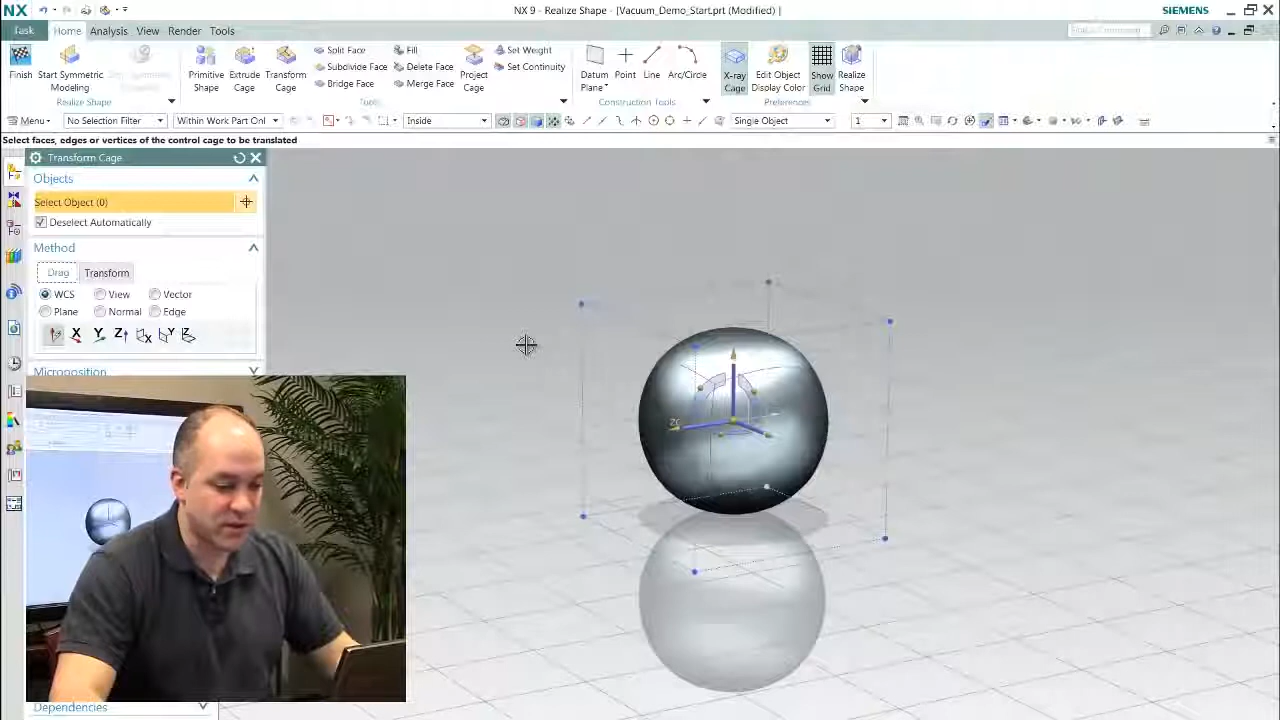 NX
NX 9 - Realize Shape - [Vacuum_Demo_Start.prt (Modified) ]
SIEMENS
Task
Home
Analysis
View
Render
Tools
Finish
Start Symmetric
Modeling
Realize Shape
Primitive
Shape
Extrude
Cage
Transform
Cage
Split Face
Subdivide Face
Bridge Face
Fill
Delete Face
Merge Face
Project
Cage
Set Weight
Set Continuity
Tools
Datum
Plane
Point
Line
Arc/Circle
Construction Tools
X-ray
Cage
Edit Object
Display Color
Show
Grid
Realize
Shape
Preferences
Menu
No Selection Filter
Within Work Part Onl
Inside
Single Object
1
Select faces, edges or vertices of the control cage to be translated
Transform Cage
Objects
Select Object (0)
Deselect Automatically
Method
Drag
Transform
WCS
View
Vector
Plane
Normal
Edge
X
Y
Z
X
Y
Z
Microposition
ZC
Dependencies